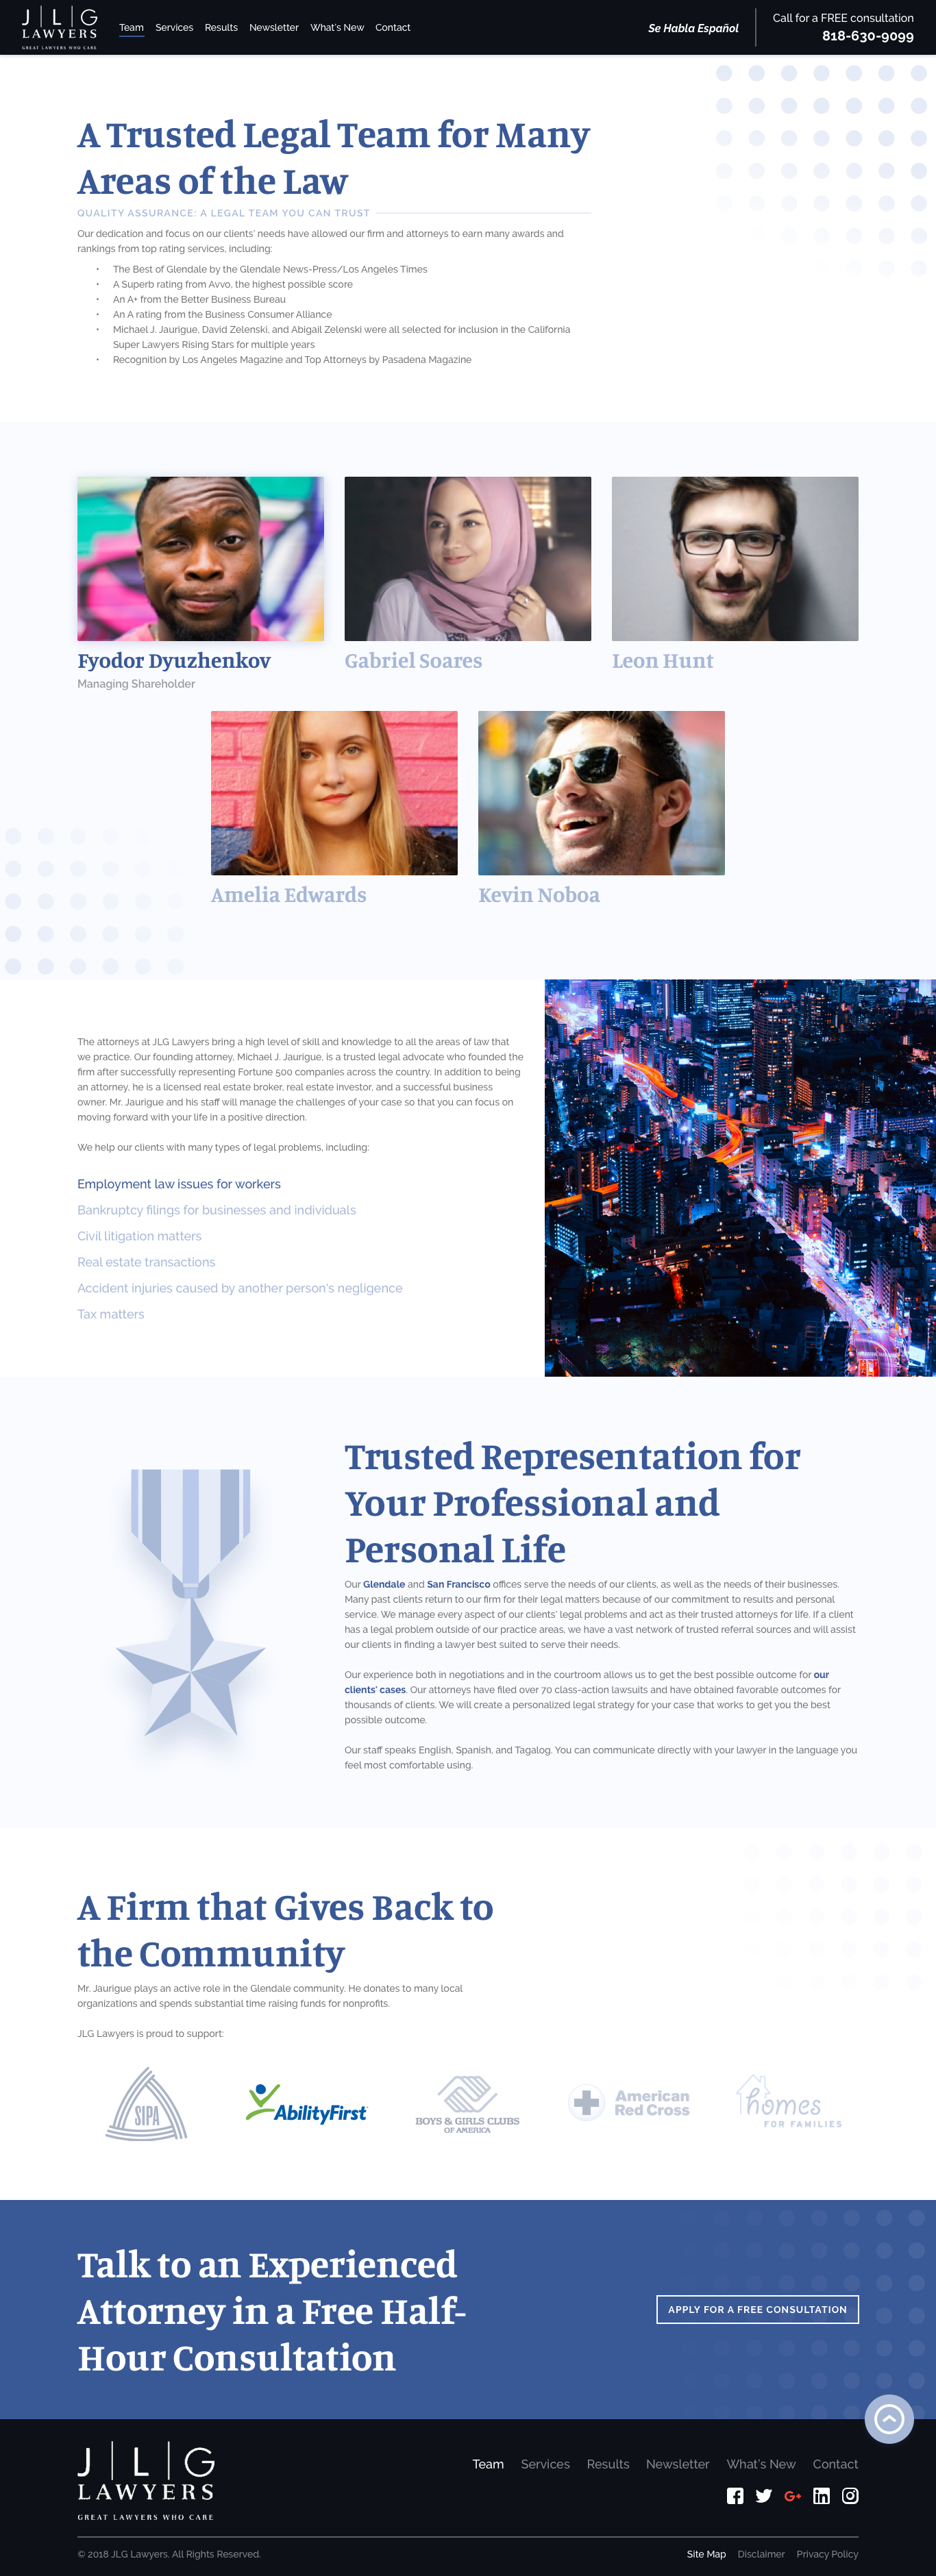 J|L|G
LAWYERS
GREAT LAWYERS WHO CARE
Team Services Results Newsletter What's New Contact
Se Habla Español
Call for a FREE consultation
818-630-9099
A Trusted Legal Team for Many
Areas of the Law
QUALITY ASSURANCE: A LEGAL TEAM YOU CAN TRUST
Our dedication and focus on our clients' needs have allowed our firm and attorneys to earn many awards and
rankings from top rating services, including:
• The Best of Glendale by the Glendale News-Press/Los Angeles Times
• A Superb rating from Avvo, the highest possible score
• An A+ from the Better Business Bureau
• An A rating from the Business Consumer Alliance
• Michael J. Jaurigue, David Zelenski, and Abigail Zelenski were all selected for inclusion in the California
Super Lawyers Rising Stars for multiple years
• Recognition by Los Angeles Magazine and Top Attorneys by Pasadena Magazine
Fyodor Dyuzhenkov
Managing Shareholder
Gabriel Soares
Leon Hunt
Amelia Edwards
Kevin Noboa
The attorneys at JLG Lawyers bring a high level of skill and knowledge to all the areas of law that
we practice. Our founding attorney, Michael J. Jaurigue, is a trusted legal advocate who founded the
firm after successfully representing Fortune 500 companies across the country. In addition to being
an attorney, he is a licensed real estate broker, real estate investor, and a successful business
owner. Mr. Jaurigue and his staff will manage the challenges of your case so that you can focus on
moving forward with your life in a positive direction.
We help our clients with many types of legal problems, including:
Employment law issues for workers
Bankruptcy filings for businesses and individuals
Civil litigation matters
Real estate transactions
Accident injuries caused by another person's negligence
Tax matters
Trusted Representation for
Your Professional and
Personal Life
Our Glendale and San Francisco offices serve the needs of our clients, as well as the needs of their businesses.
Many past clients return to our firm for their legal matters because of our commitment to results and personal
service. We manage every aspect of our clients' legal problems and act as their trusted attorneys for life. If a client
has a legal problem outside of our practice areas, we have a vast network of trusted referral sources and will assist
our clients in finding a lawyer best suited to serve their needs.
Our experience both in negotiations and in the courtroom allows us to get the best possible outcome for our
clients' cases. Our attorneys have filed over 70 class-action lawsuits and have obtained favorable outcomes for
thousands of clients. We will create a personalized legal strategy for your case that works to get you the best
possible outcome.
Our staff speaks English, Spanish, and Tagalog. You can communicate directly with your lawyer in the language you
feel most comfortable using.
A Firm that Gives Back to
the Community
Mr. Jaurigue plays an active role in the Glendale community. He donates to many local
organizations and spends substantial time raising funds for nonprofits.
JLG Lawyers is proud to support:
SIPA
AbilityFirst
BOYS & GIRLS CLUBS
OF AMERICA
American
Red Cross
homes
FOR FAMILIES
Talk to an Experienced
Attorney in a Free Half-
Hour Consultation
APPLY FOR A FREE CONSULTATION
J|L|G
LAWYERS
GREAT LAWYERS WHO CARE
Team Services Results Newsletter What's New Contact
G+
in
© 2018 JLG Lawyers. All Rights Reserved.
Site Map Disclaimer Privacy Policy